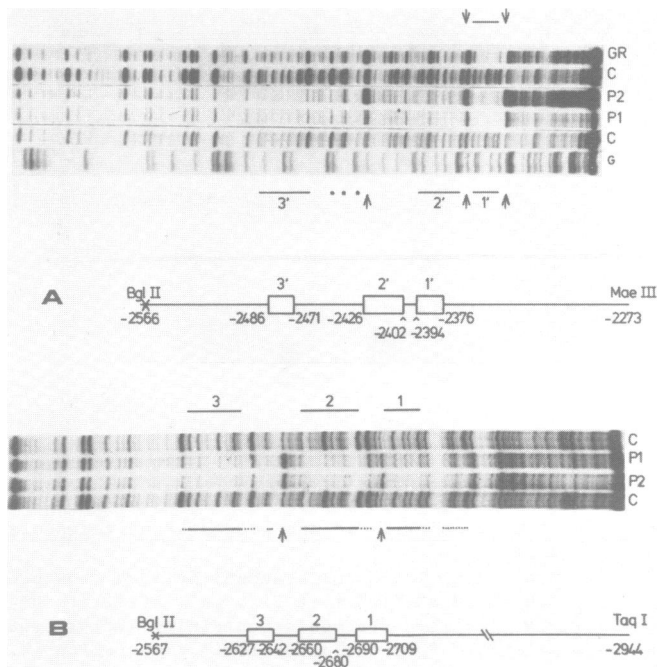 GR
C
P2
P1
C
G
3' 2' 1'
A
3' 2' 1'
Bgl II Mae III
-2566 -2486 -2471 -2426 -2402 -2394 -2376 -2273
3 2 1
C
P1
P2
C
B
3 2 1
Bgl II Taq I
-2567 -2627 -2642 -2660 -2680 -2690 -2709 -2944